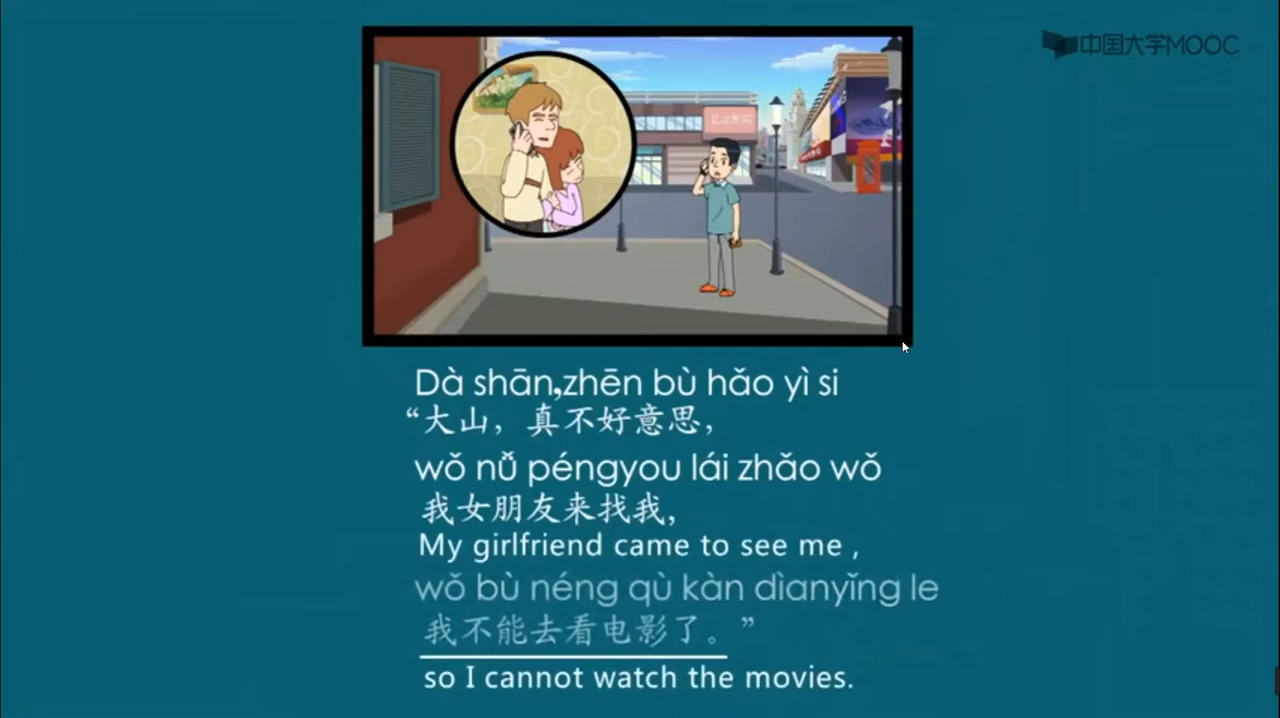 中国大学MOOC
Dà shān,zhēn bù hǎo yì si
“大山，真不好意思，
wǒ nǚ péngyou lái zhǎo wǒ
我女朋友来找我，
My girlfriend came to see me ,
wǒ bù néng qù kàn dìanyǐng le
我不能去看电影了。”
so I cannot watch the movies.